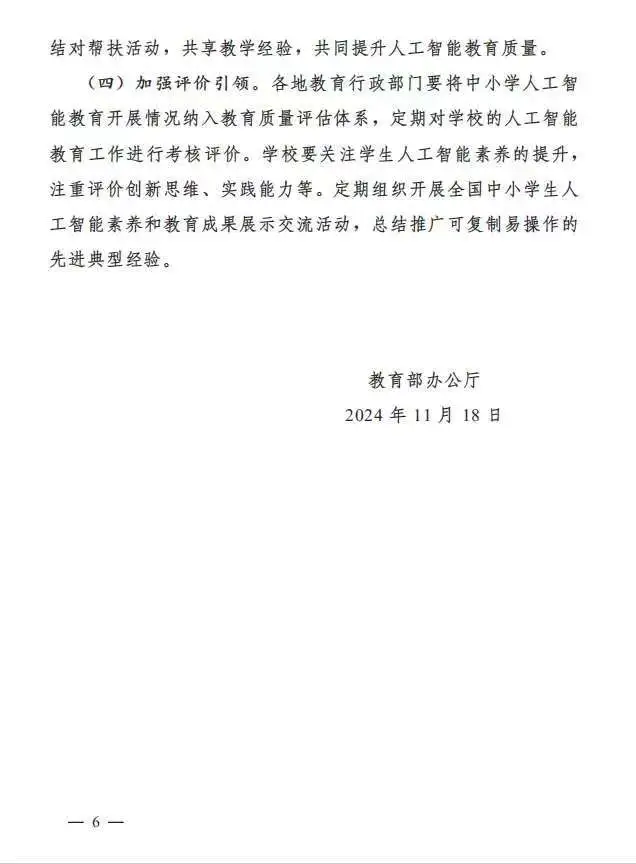 结对帮扶活动，共享教学经验，共同提升人工智能教育质量。
（四）加强评价引领。各地教育行政部门要将中小学人工智
能教育开展情况纳入教育质量评估体系，定期对学校的人工智能
教育工作进行考核评价。学校要关注学生人工智能素养的提升，
注重评价创新思维、实践能力等。定期组织开展全国中小学生人
工智能素养和教育成果展示交流活动，总结推广可复制易操作的
先进典型经验。
教育部办公厅
2024 年 11 月 18 日
— 6 —